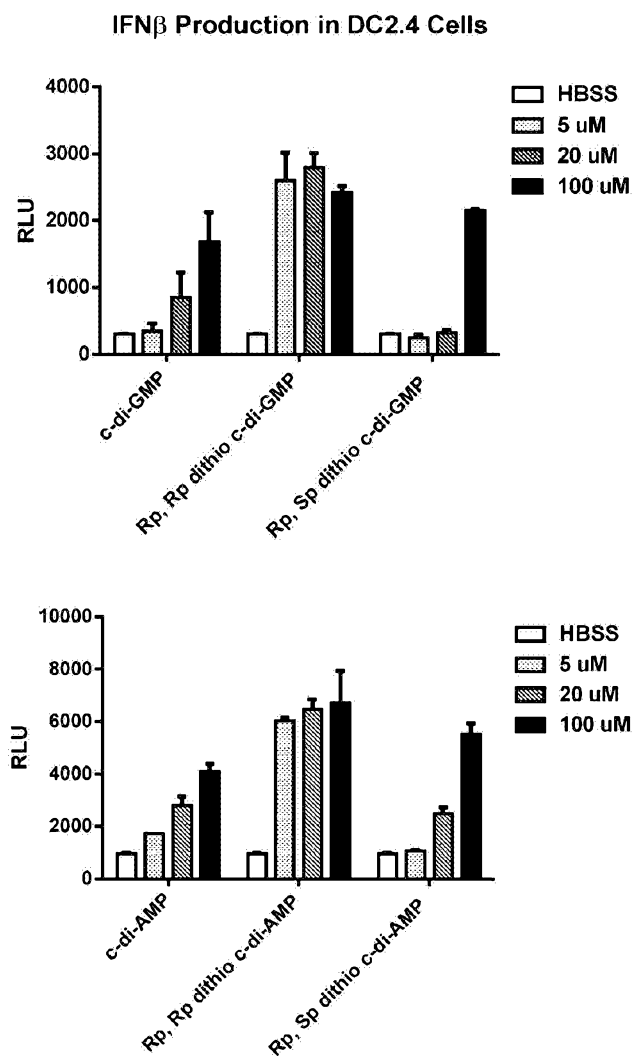 IFNβ Production in DC2.4 Cells
4000
3000
2000
1000
0
RLU
HBSS
5 uM
20 uM
100 uM
c-di-GMP
Rp, Rp dithio c-di-GMP
Rp, Sp dithio c-di-GMP
10000
8000
6000
4000
2000
0
RLU
HBSS
5 uM
20 uM
100 uM
c-di-AMP
Rp, Rp dithio c-di-AMP
Rp, Sp dithio c-di-AMP